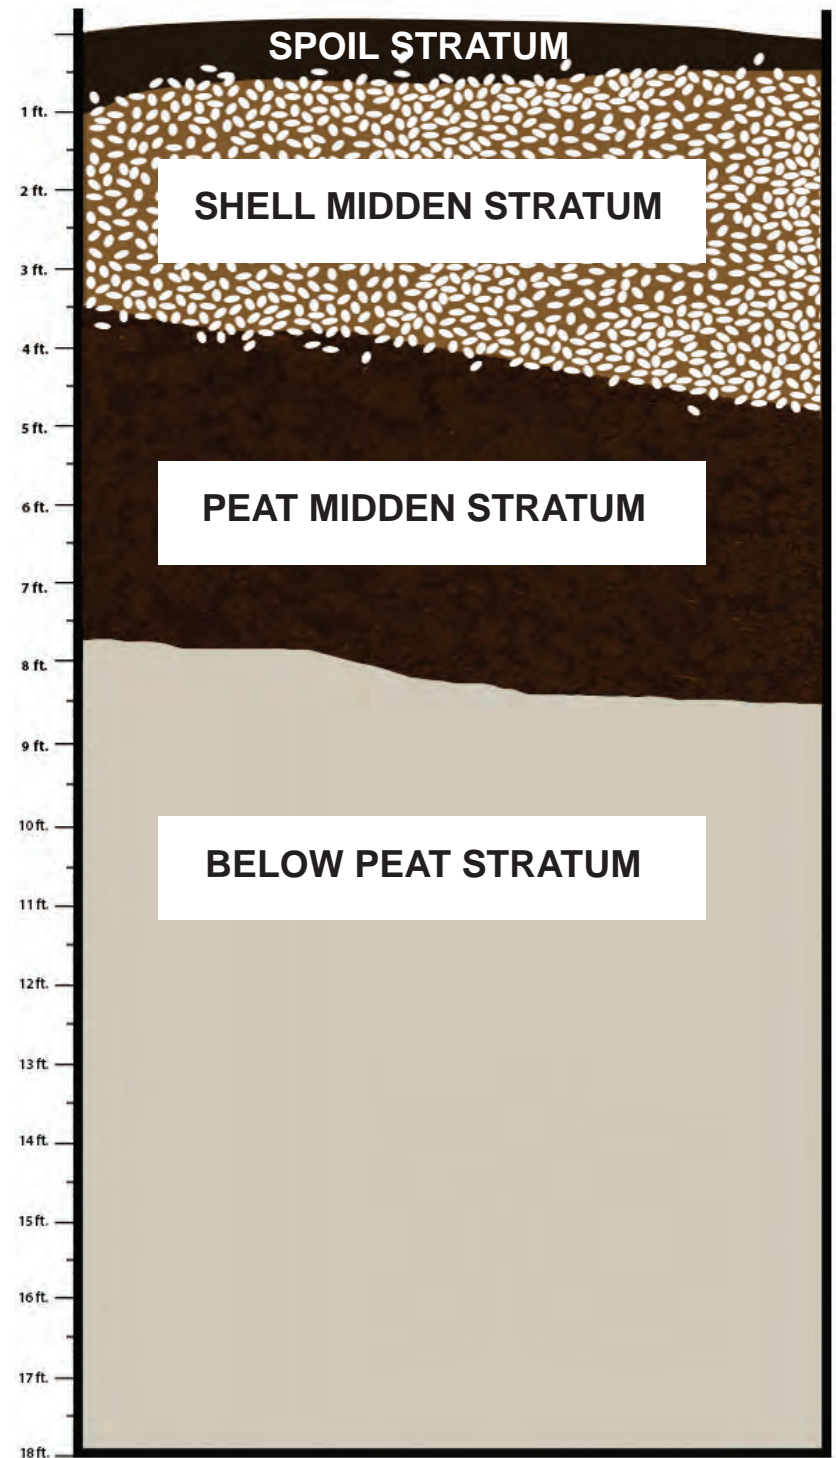 SPOIL STRATUM
1 ft.
2 ft.
SHELL MIDDEN STRATUM
3 ft.
4 ft.
5 ft.
6 ft.
PEAT MIDDEN STRATUM
7 ft.
8 ft.
9 ft.
10 ft.
BELOW PEAT STRATUM
11 ft.
12 ft.
13 ft.
14 ft.
15 ft.
16 ft.
17 ft.
18 ft.